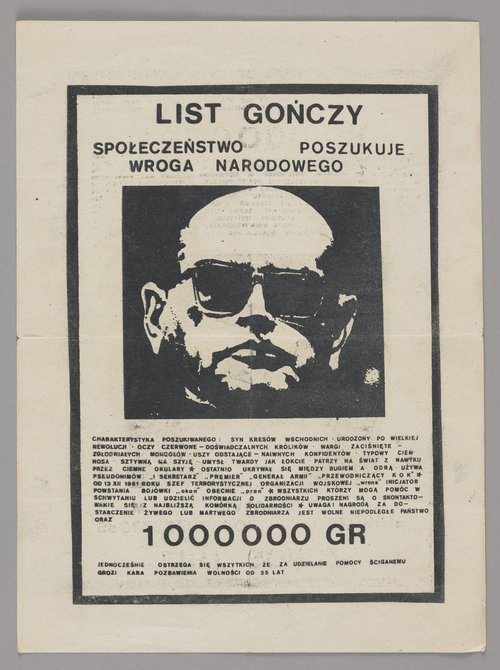 LIST GOŃCZY
SPOŁECZEŃSTWO POSZUKUJE
WROGA NARODOWEGO
CHARAKTERYSTYKA POSZUKIWANEGO: SYN KRESÓW WSCHODNICH · URODZONY PO WIELKIEJ
REWOLUCJI · OCZY CZERWONE – DOŚWIADCZALNYCH KRÓLIKÓW · WARGI ZACIŚNIĘTE –
ZŁODLIWYCH MONGOLÓW · USZY ODSTAJĄCE – NAIWNYCH KONFIDENTÓW · TYPOWY CIEN
NOSA · SZTYWNĄ MA SZYJĘ · UMYSŁ TWARDY JAK ŁOKCIE · PATRZY NA ŚWIAT Z NAWYKU
PRZEZ CIEMNE OKULARY * OSTATNIO UKRYWAŁ SIĘ MIĘDZY BUGIEM A ODRĄ · UŻYWA
PSEUDONIMÓW: „I SEKRETARZ" „PREMIER" „GENERAŁ ARMII" „PRZEWODNICZĄCY KOK" *
OD 13 XII 1981 ROKU SZEF TERRORYSTYCZNEJ ORGANIZACJI WOJSKOWEJ „wrona" INICJATOR
POWSTANIA BOJÓWKI „okon" OBECNIE „pron" * WSZYSTKICH KTÓRZY MOGĄ POMÓC W
SCHWYTANIU LUB UDZIELIĆ INFORMACJI O ZBRODNIARZU PROSZENI SĄ O SKONTAKTO-
WANIE SIĘ Z NAJBLIŻSZĄ KOMÓRKĄ SOLIDARNOŚCI * UWAGA! NAGRODĄ ZA DO-
STARCZENIE ŻYWEGO LUB MARTWEGO ZBRODNIARZA JEST WOLNE NIEPODLEGŁE PAŃSTWO
ORAZ
1000000 GR
JEDNOCZEŚNIE OSTRZEGA SIĘ WSZYTKICH ŻE ZA UDZIELANIE POMOCY ŚCIGANEMU
GROZI KARA POZBAWIENIA WOLNOŚCI OD 25 LAT